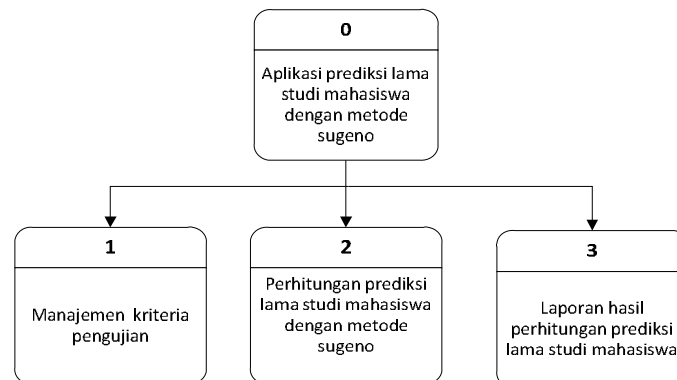 0
Aplikasi prediksi lama
studi mahasiswa
dengan metode
sugeno
1
Manajemen kriteria
pengujian
2
Perhitungan prediksi
lama studi mahasiswa
dengan metode
sugeno
3
Laporan hasil
perhitungan prediksi
lama studi mahasiswa